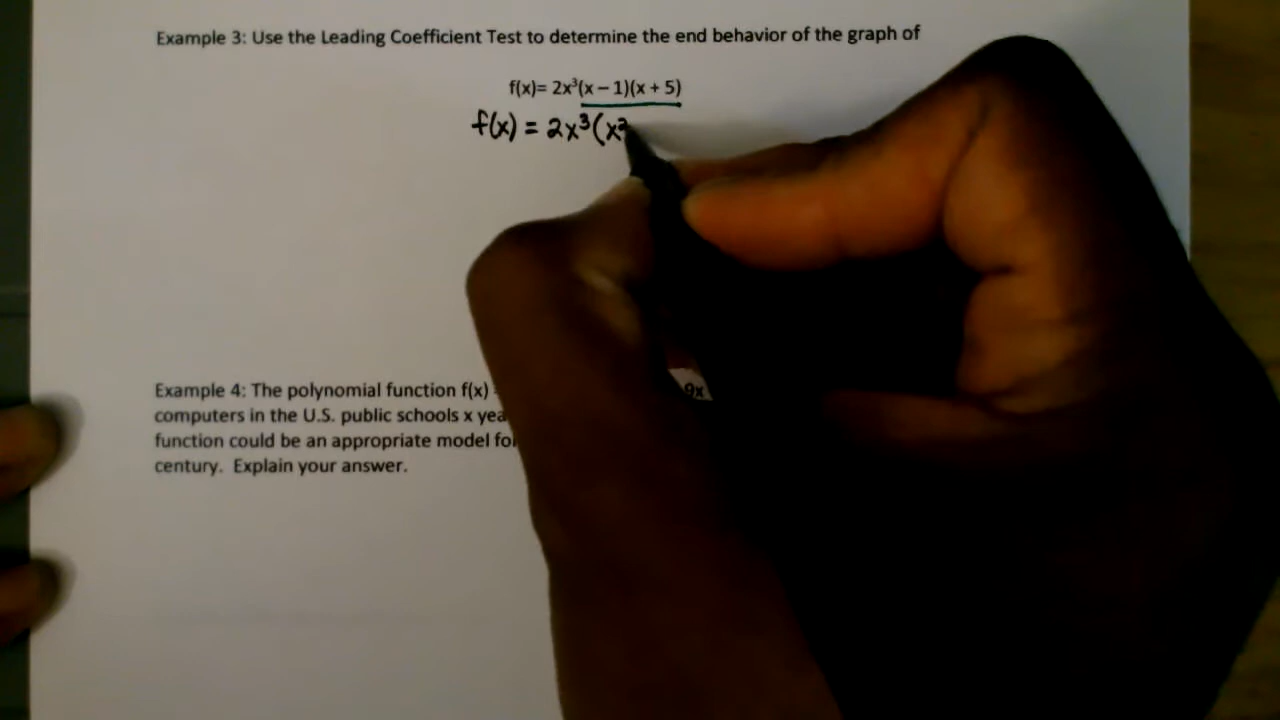 Example 3: Use the Leading Coefficient Test to determine the end behavior of the graph of
f(x)= 2x³(x – 1)(x + 5)
f(x) = 2x³(x²
Example 4: The polynomial function f(x) 9x
computers in the U.S. public schools x
function could be an appropriate model
century. Explain your answer.